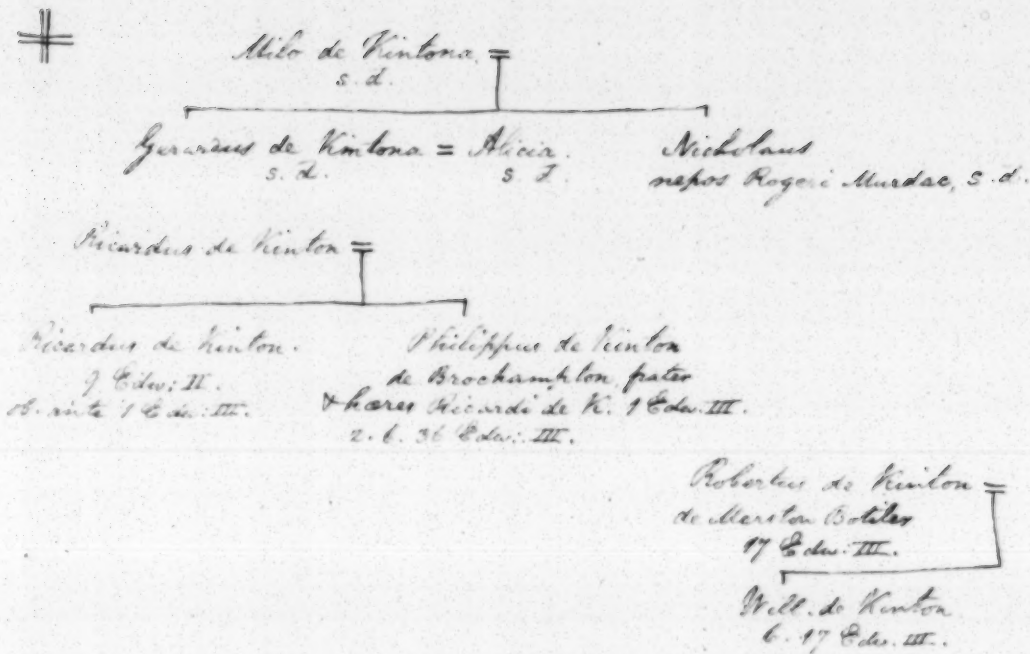 Milo de Kintona =
s. d.
Gerardus de Kintona = Alicia. Nicholaus
s. d. s. d. nepos Rogeri Murdac, s. d.
Ricardus de Kinton =
Ricardus de Kinton. Philippus de Kinton
9 Edw: II. de Brochampton, frater
ob. ante 1 Edw: III. & hæres Ricardi de K. 1 Edw. III.
2. 6. 36 Edw: III.
Robertus de Kinton =
de Merston Botiler
17 Edw: III.
Will. de Kinton
6. 17 Edw. III.